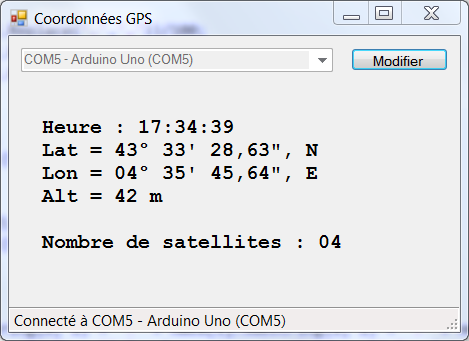 Coordonnées GPS
COM5 - Arduino Uno (COM5)
Modifier
Heure : 17:34:39
Lat = 43° 33' 28,63", N
Lon = 04° 35' 45,64", E
Alt = 42 m
Nombre de satellites : 04
Connecté à COM5 - Arduino Uno (COM5)